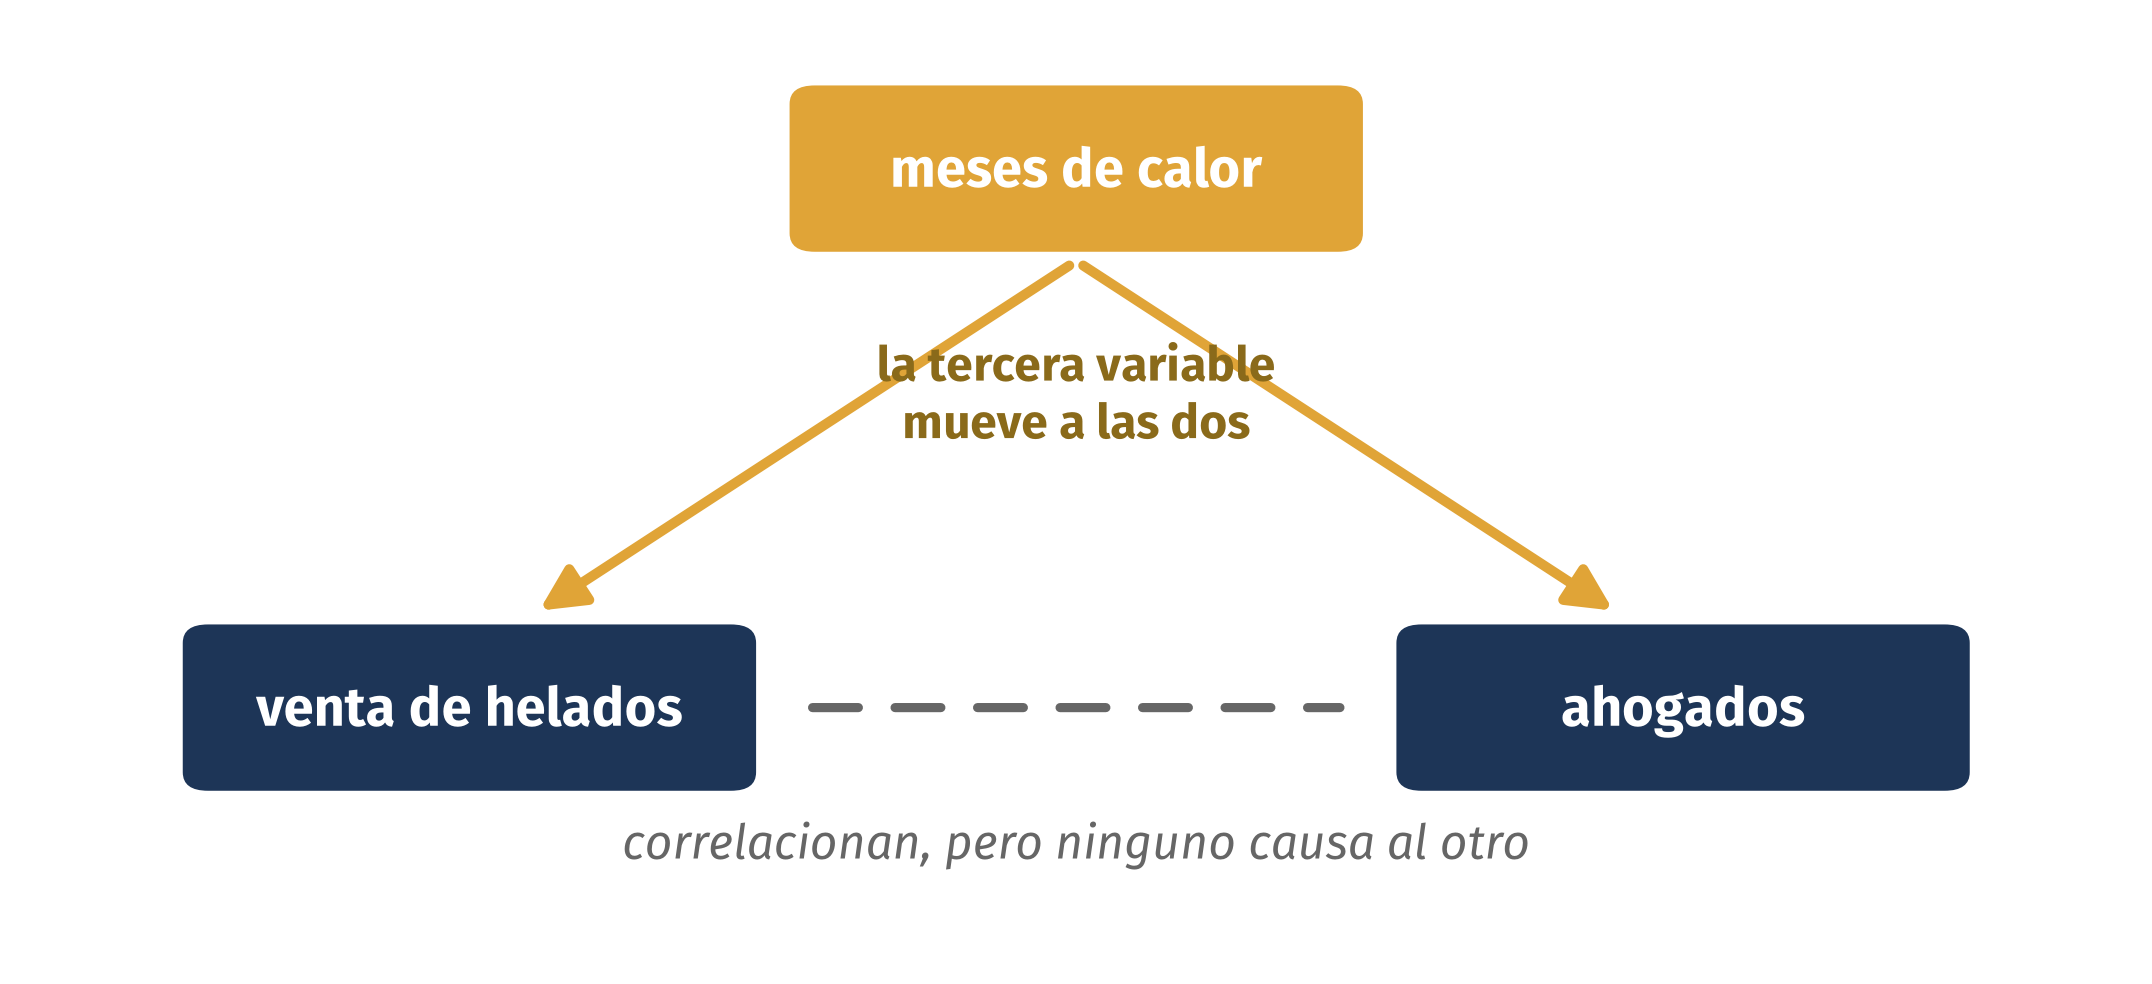 meses de calor
la tercera variable
mueve a las dos
venta de helados
ahogados
correlacionan, pero ninguno causa al otro